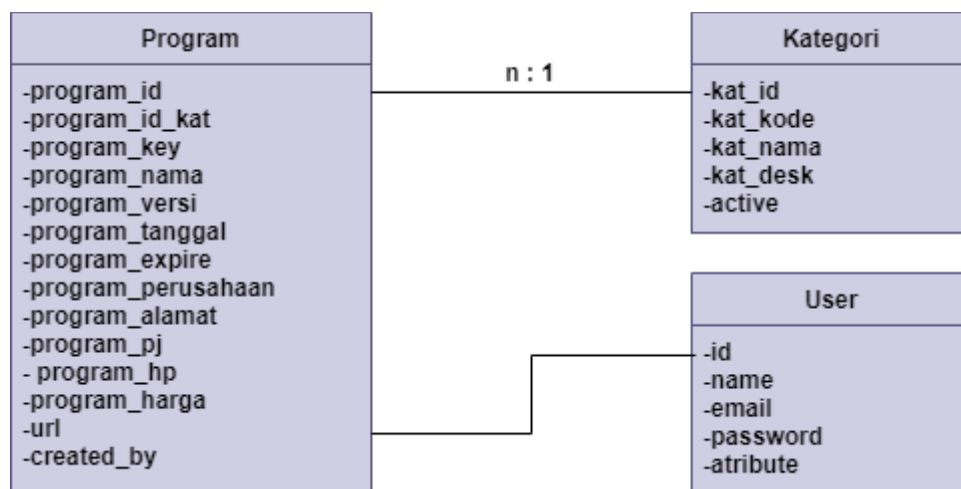 Program
-program_id
-program_id_kat
-program_key
-program_nama
-program_versi
-program_tanggal
-program_expire
-program_perusahaan
-program_alamat
-program_pj
- program_hp
-program_harga
-url
-created_by
n : 1
Kategori
-kat_id
-kat_kode
-kat_nama
-kat_desk
-active
User
-id
-name
-email
-password
-atribute